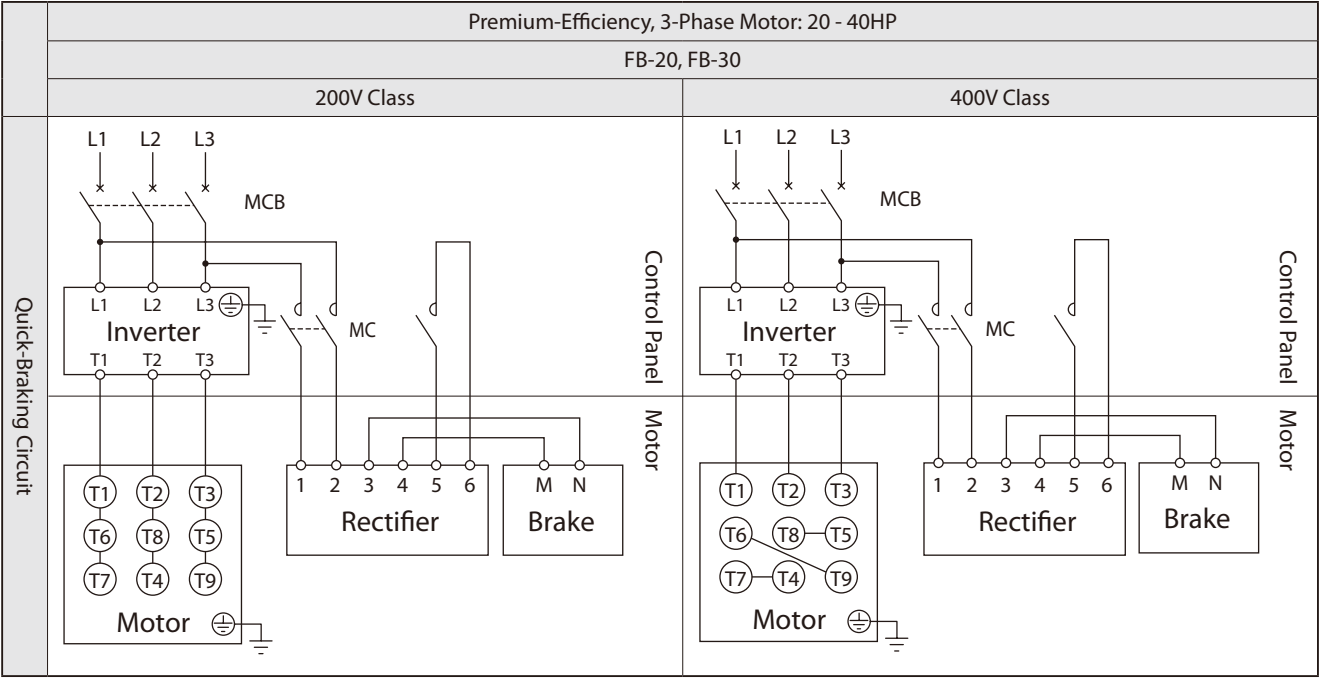 Premium-Efficiency, 3-Phase Motor: 20 - 40HP
FB-20, FB-30
200V Class
400V Class
Quick-Braking Circuit
L1 L2 L3
MCB
L1 L2 L3
Inverter
T1 T2 T3
MC
Control Panel
Motor
1 2 3 4 5 6
Rectifier
M N
Brake
T1 T2 T3
T6 T8 T5
T7 T4 T9
Motor
L1 L2 L3
MCB
L1 L2 L3
Inverter
T1 T2 T3
MC
Control Panel
Motor
1 2 3 4 5 6
Rectifier
M N
Brake
T1 T2 T3
T6 T8 T5
T7 T4 T9
Motor